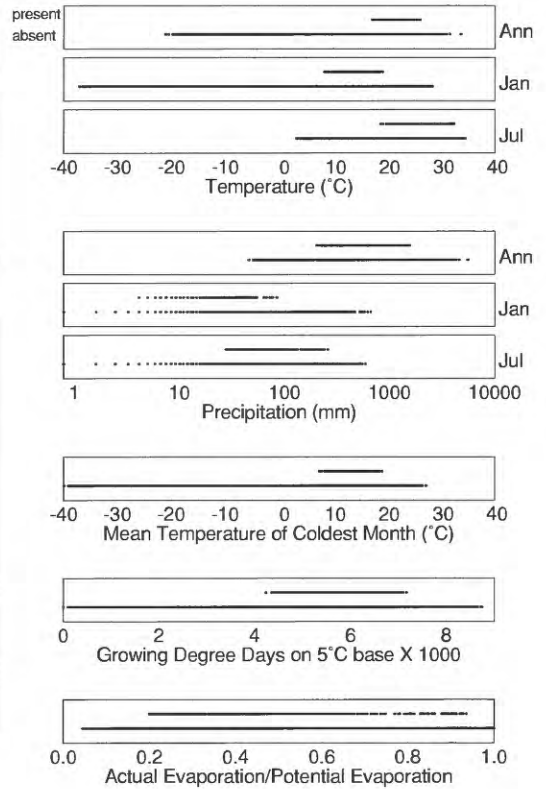 present
absent
Ann
Jan
Jul
-40 -30 -20 -10 0 10 20 30 40
Temperature (˚C)
Ann
Jan
Jul
1 10 100 1000 10000
Precipitation (mm)
-40 -30 -20 -10 0 10 20 30 40
Mean Temperature of Coldest Month (˚C)
0 2 4 6 8
Growing Degree Days on 5˚C base X 1000
0.0 0.2 0.4 0.6 0.8 1.0
Actual Evaporation/Potential Evaporation